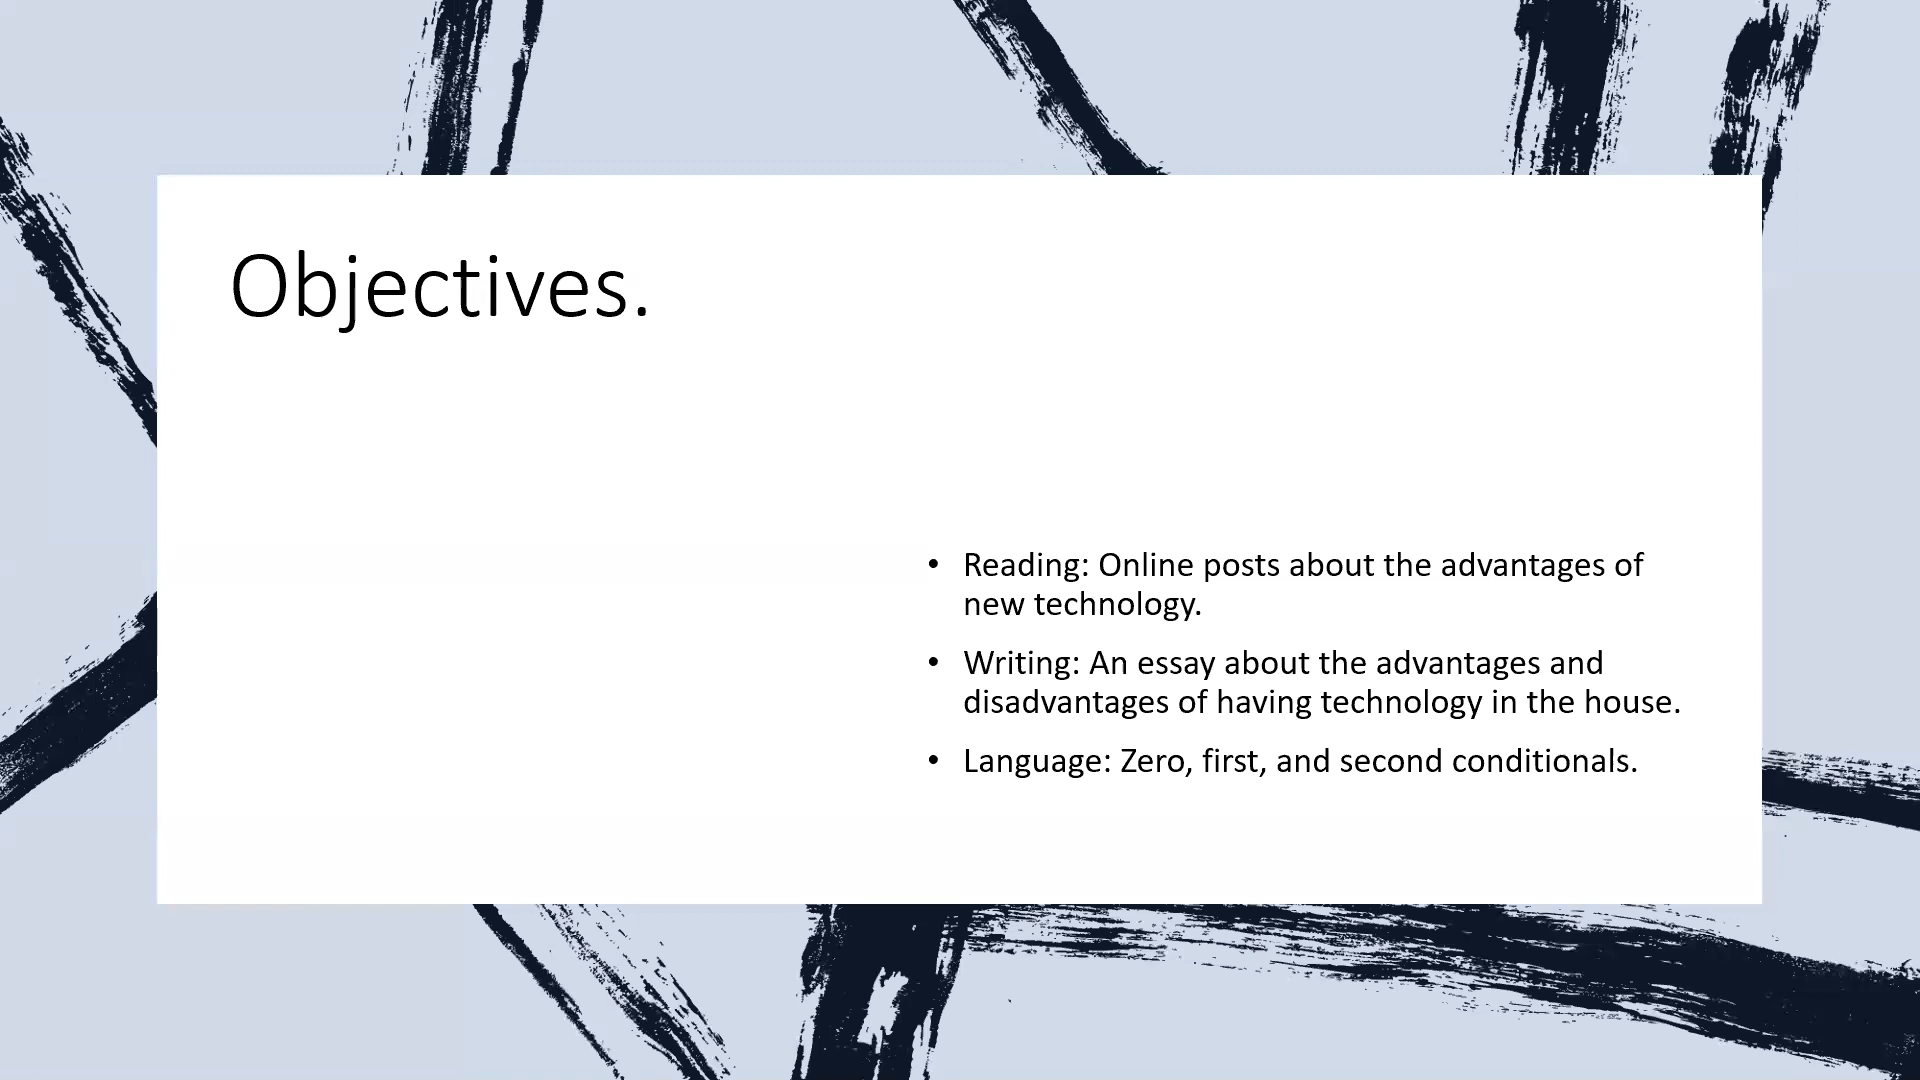 Objectives.
• Reading: Online posts about the advantages of
new technology.
• Writing: An essay about the advantages and
disadvantages of having technology in the house.
• Language: Zero, first, and second conditionals.